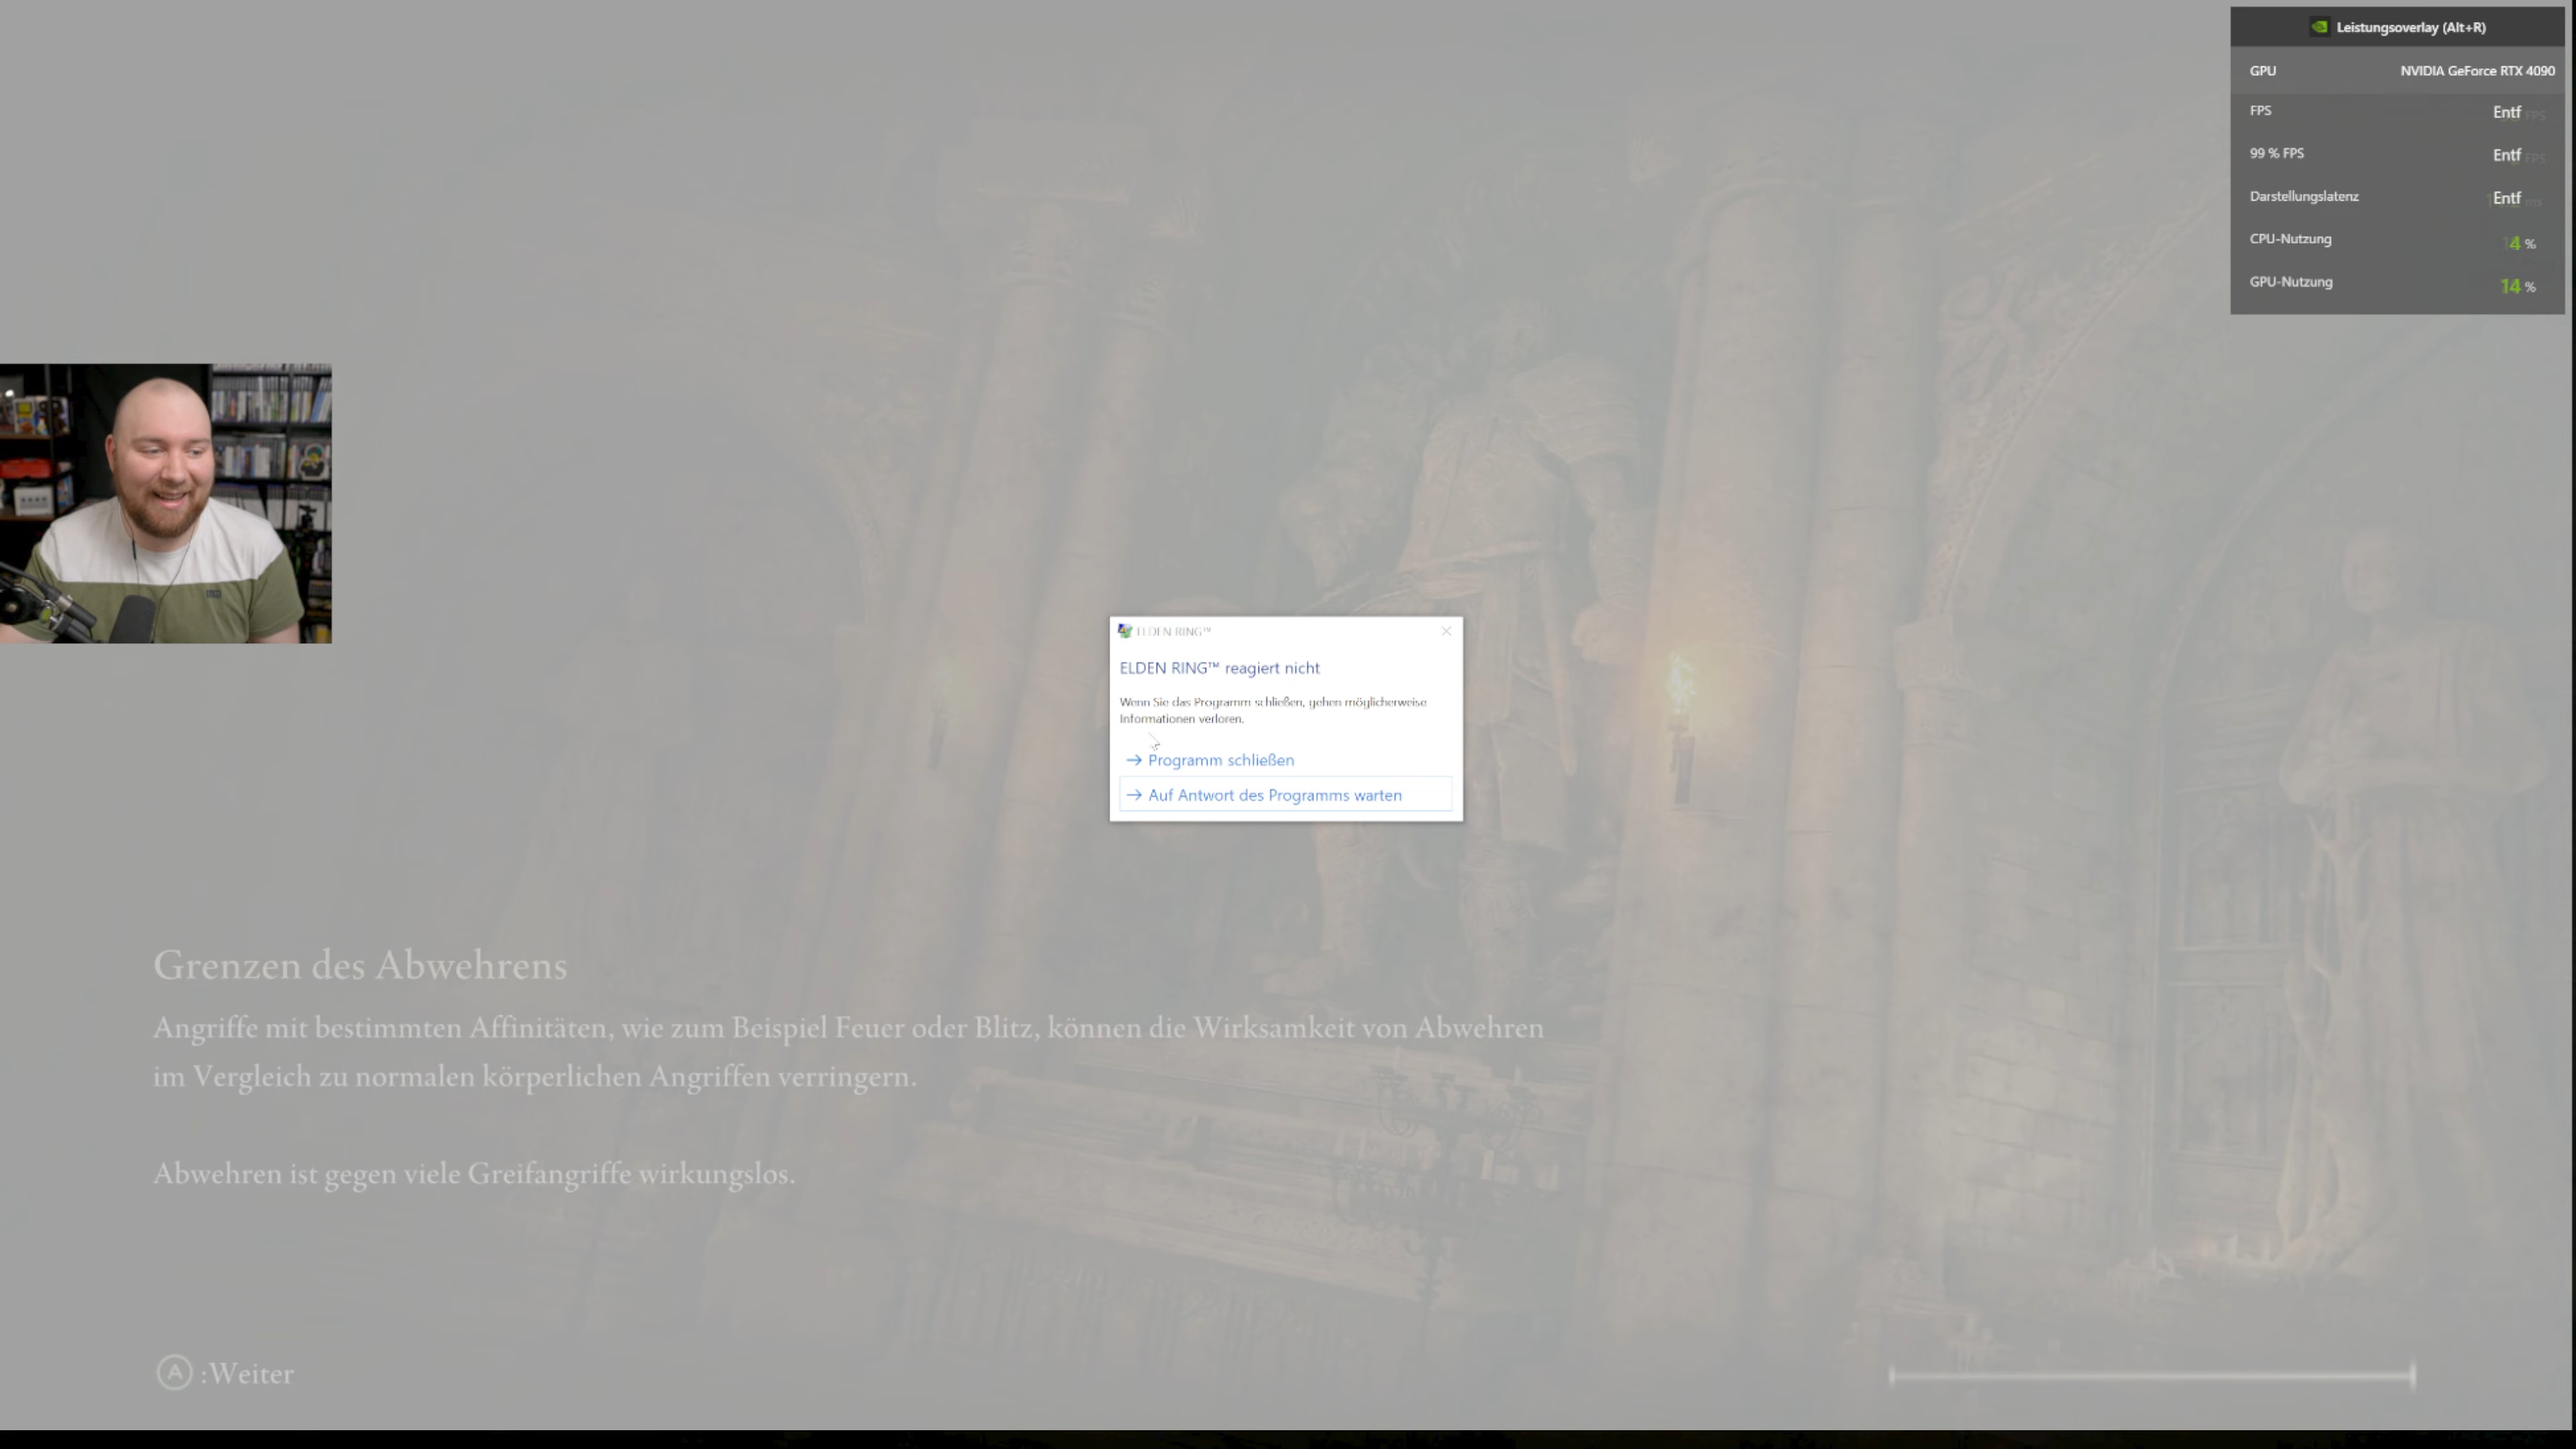 Leistungsoverlay (Alt+R)
GPU NVIDIA GeForce RTX 4090
FPS Entf FPS
99 % FPS Entf FPS
Darstellungslatenz Entf ms
CPU-Nutzung 4 %
GPU-Nutzung 14 %
ELDEN RING™
ELDEN RING™ reagiert nicht
Wenn Sie das Programm schließen, gehen möglicherweise
Informationen verloren.
→ Programm schließen
→ Auf Antwort des Programms warten
Grenzen des Abwehrens
Angriffe mit bestimmten Affinitäten, wie zum Beispiel Feuer oder Blitz, können die Wirksamkeit von Abwehren
im Vergleich zu normalen körperlichen Angriffen verringern.
Abwehren ist gegen viele Greifangriffe wirkungslos.
A :Weiter